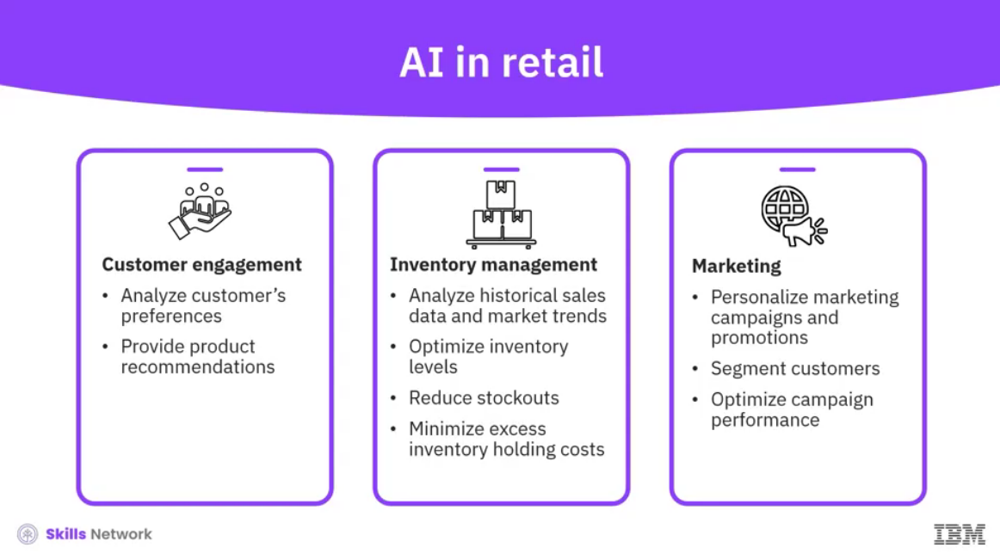 AI in retail
Customer engagement
• Analyze customer’s
preferences
• Provide product
recommendations
Inventory management
• Analyze historical sales
data and market trends
• Optimize inventory
levels
• Reduce stockouts
• Minimize excess
inventory holding costs
Marketing
• Personalize marketing
campaigns and
promotions
• Segment customers
• Optimize campaign
performance
Skills Network
IBM